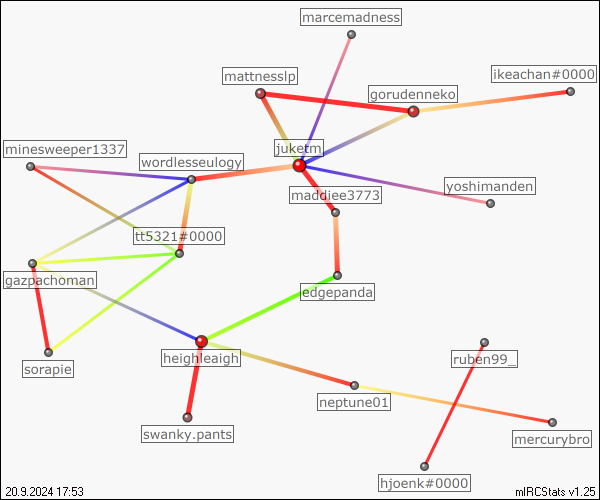 marcemadness
mattnesslp
ikeachan#0000
gorudenneko
minesweeper1337
wordlesseulogy
juketm
maddiee3773
yoshimanden
tt5321#0000
gazpachoman
edgepanda
sorapie
heighleaigh
ruben99_
neptune01
swanky.pants
mercurybro
hjoenk#0000
20.9.2024 17:53
mIRCStats v1.25